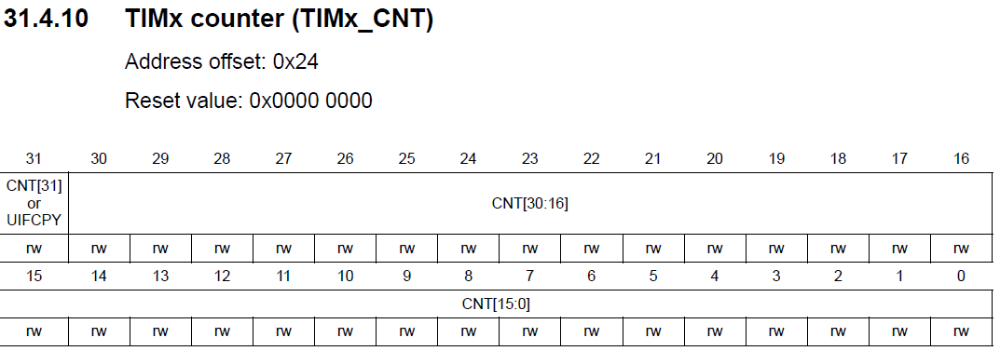 31.4.10 TIMx counter (TIMx_CNT)
Address offset: 0x24
Reset value: 0x0000 0000
31 30 29 28 27 26 25 24 23 22 21 20 19 18 17 16
CNT[31]
or
UIFCPY
CNT[30:16]
rw rw rw rw rw rw rw rw rw rw rw rw rw rw rw rw
15 14 13 12 11 10 9 8 7 6 5 4 3 2 1 0
CNT[15:0]
rw rw rw rw rw rw rw rw rw rw rw rw rw rw rw rw